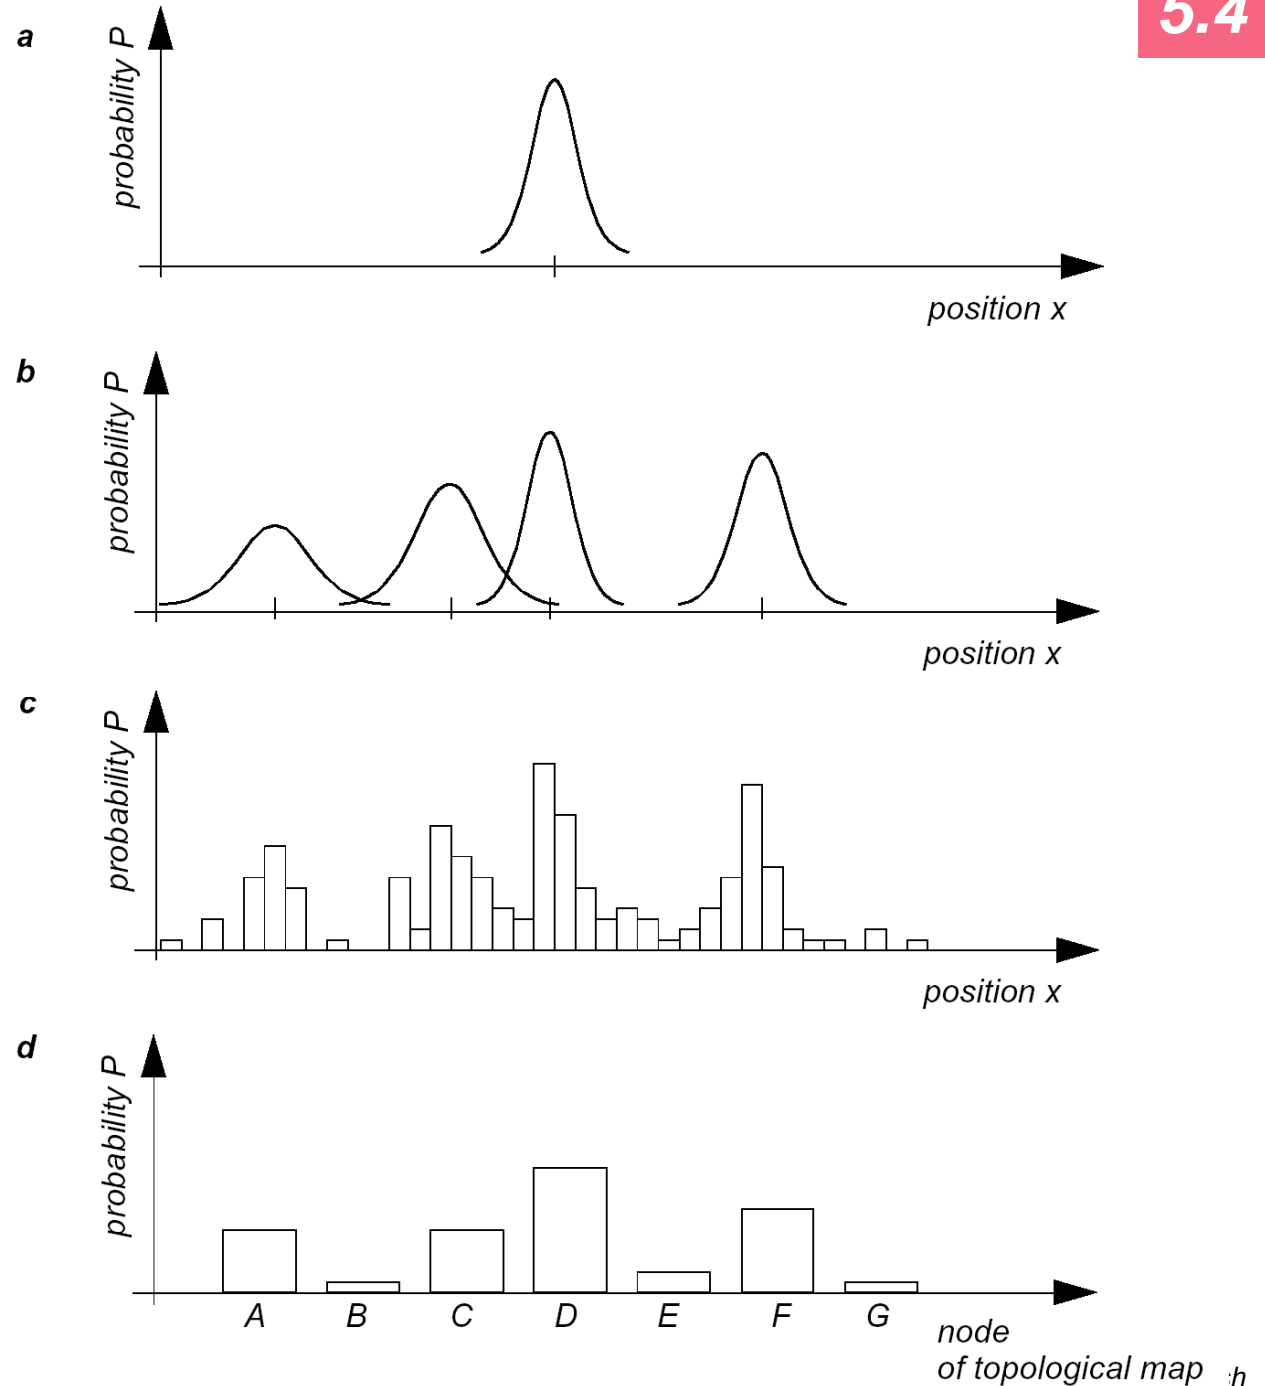 5.4
a
probability P
position x
b
probability P
position x
c
probability P
position x
d
probability P
A B C D E F G
node
of topological map